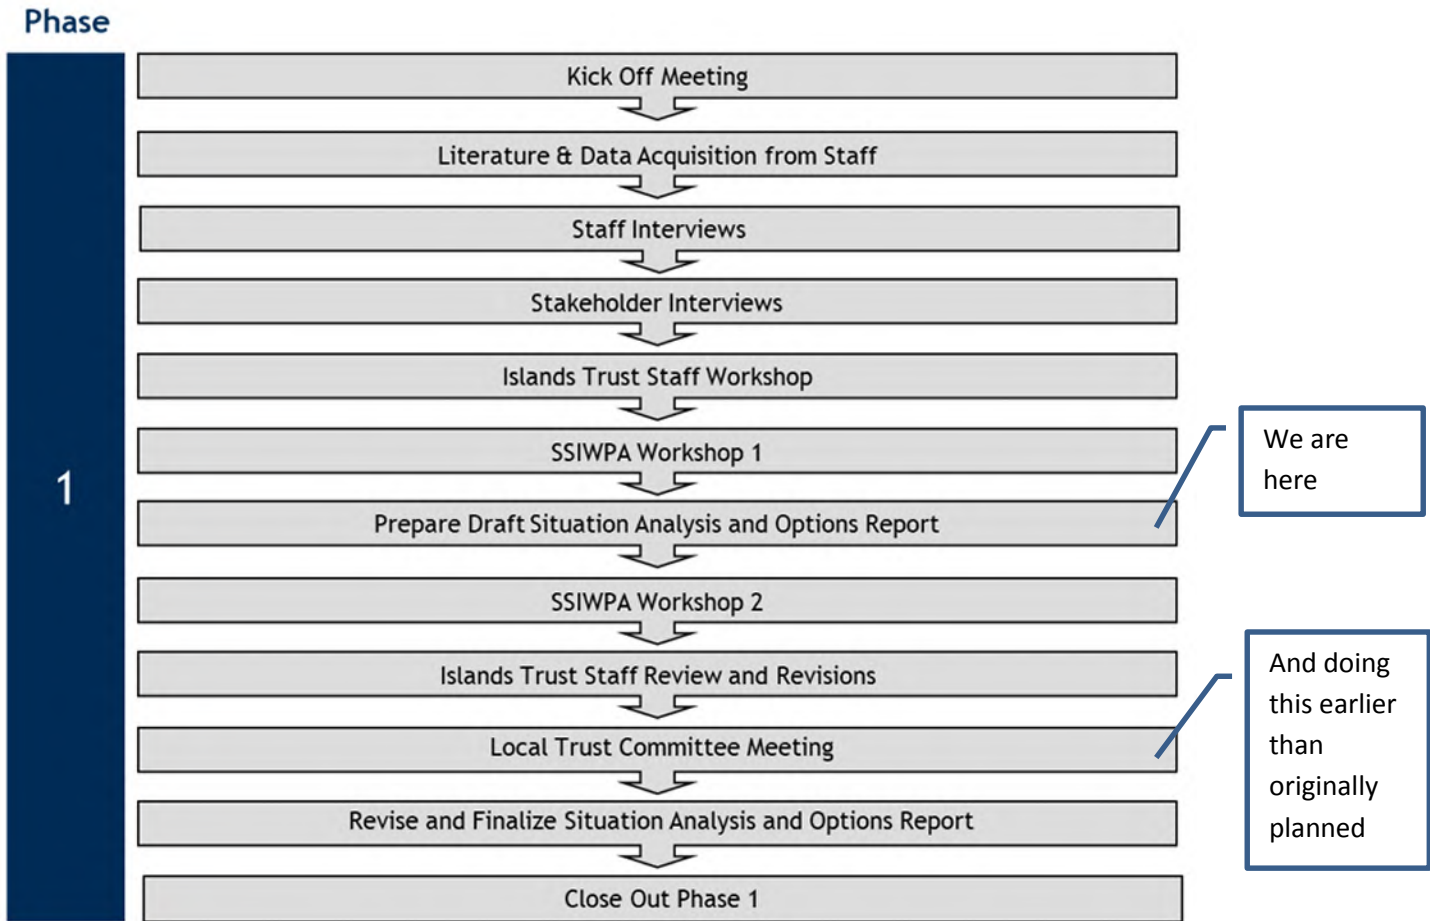 Phase
1
Kick Off Meeting
Literature & Data Acquisition from Staff
Staff Interviews
Stakeholder Interviews
Islands Trust Staff Workshop
SSIWPA Workshop 1
Prepare Draft Situation Analysis and Options Report
We are
here
SSIWPA Workshop 2
Islands Trust Staff Review and Revisions
Local Trust Committee Meeting
And doing
this earlier
than
originally
planned
Revise and Finalize Situation Analysis and Options Report
Close Out Phase 1